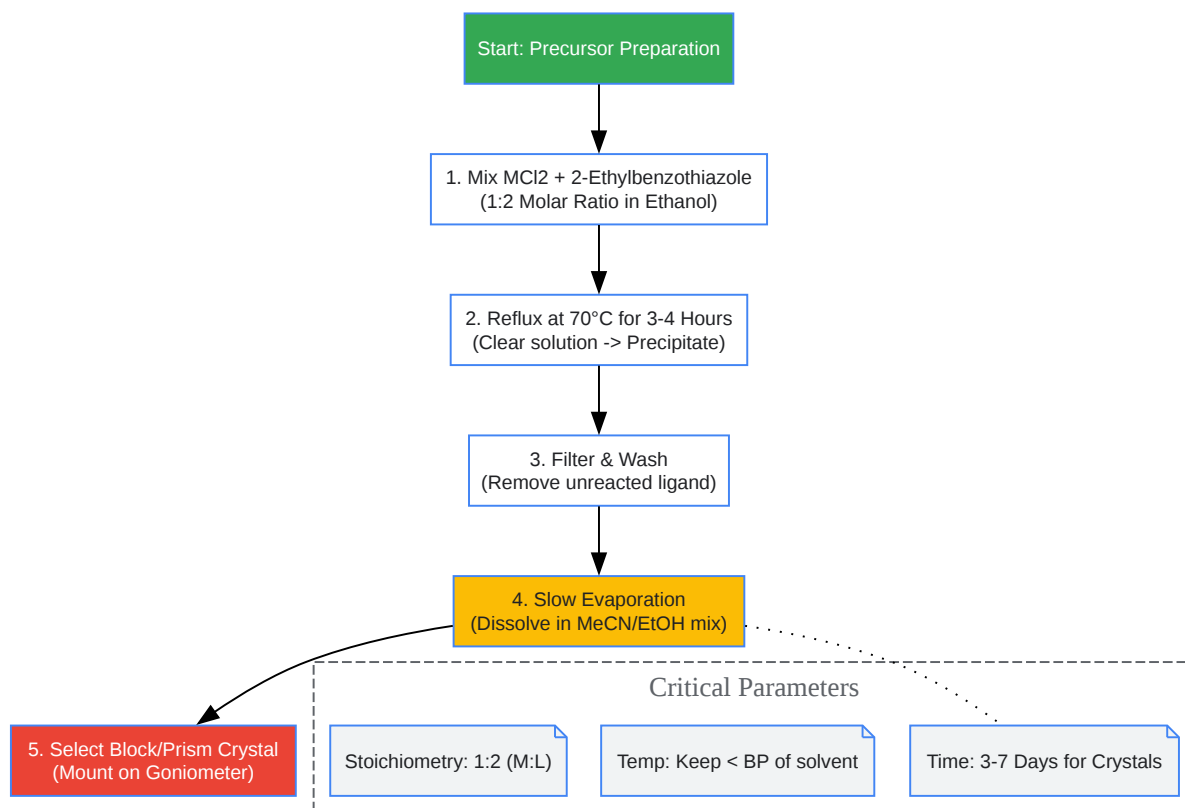 Start: Precursor Preparation
1. Mix MCl2 + 2-Ethylbenzothiazole
(1:2 Molar Ratio in Ethanol)
2. Reflux at 70°C for 3-4 Hours
(Clear solution -> Precipitate)
3. Filter & Wash
(Remove unreacted ligand)
4. Slow Evaporation
(Dissolve in MeCN/EtOH mix)
Critical Parameters
5. Select Block/Prism Crystal
(Mount on Goniometer)
Stoichiometry: 1:2 (M:L)
Temp: Keep < BP of solvent
Time: 3-7 Days for Crystals